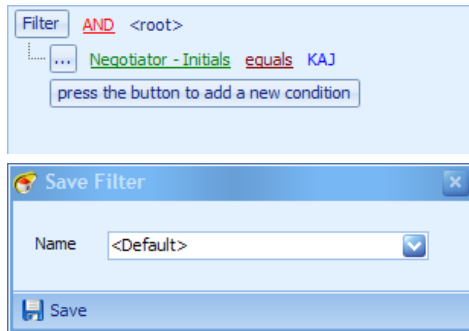 Filter AND <root>
... Negotiator - Initials equals KAJ
press the button to add a new condition
Save Filter
Name <Default>
Save